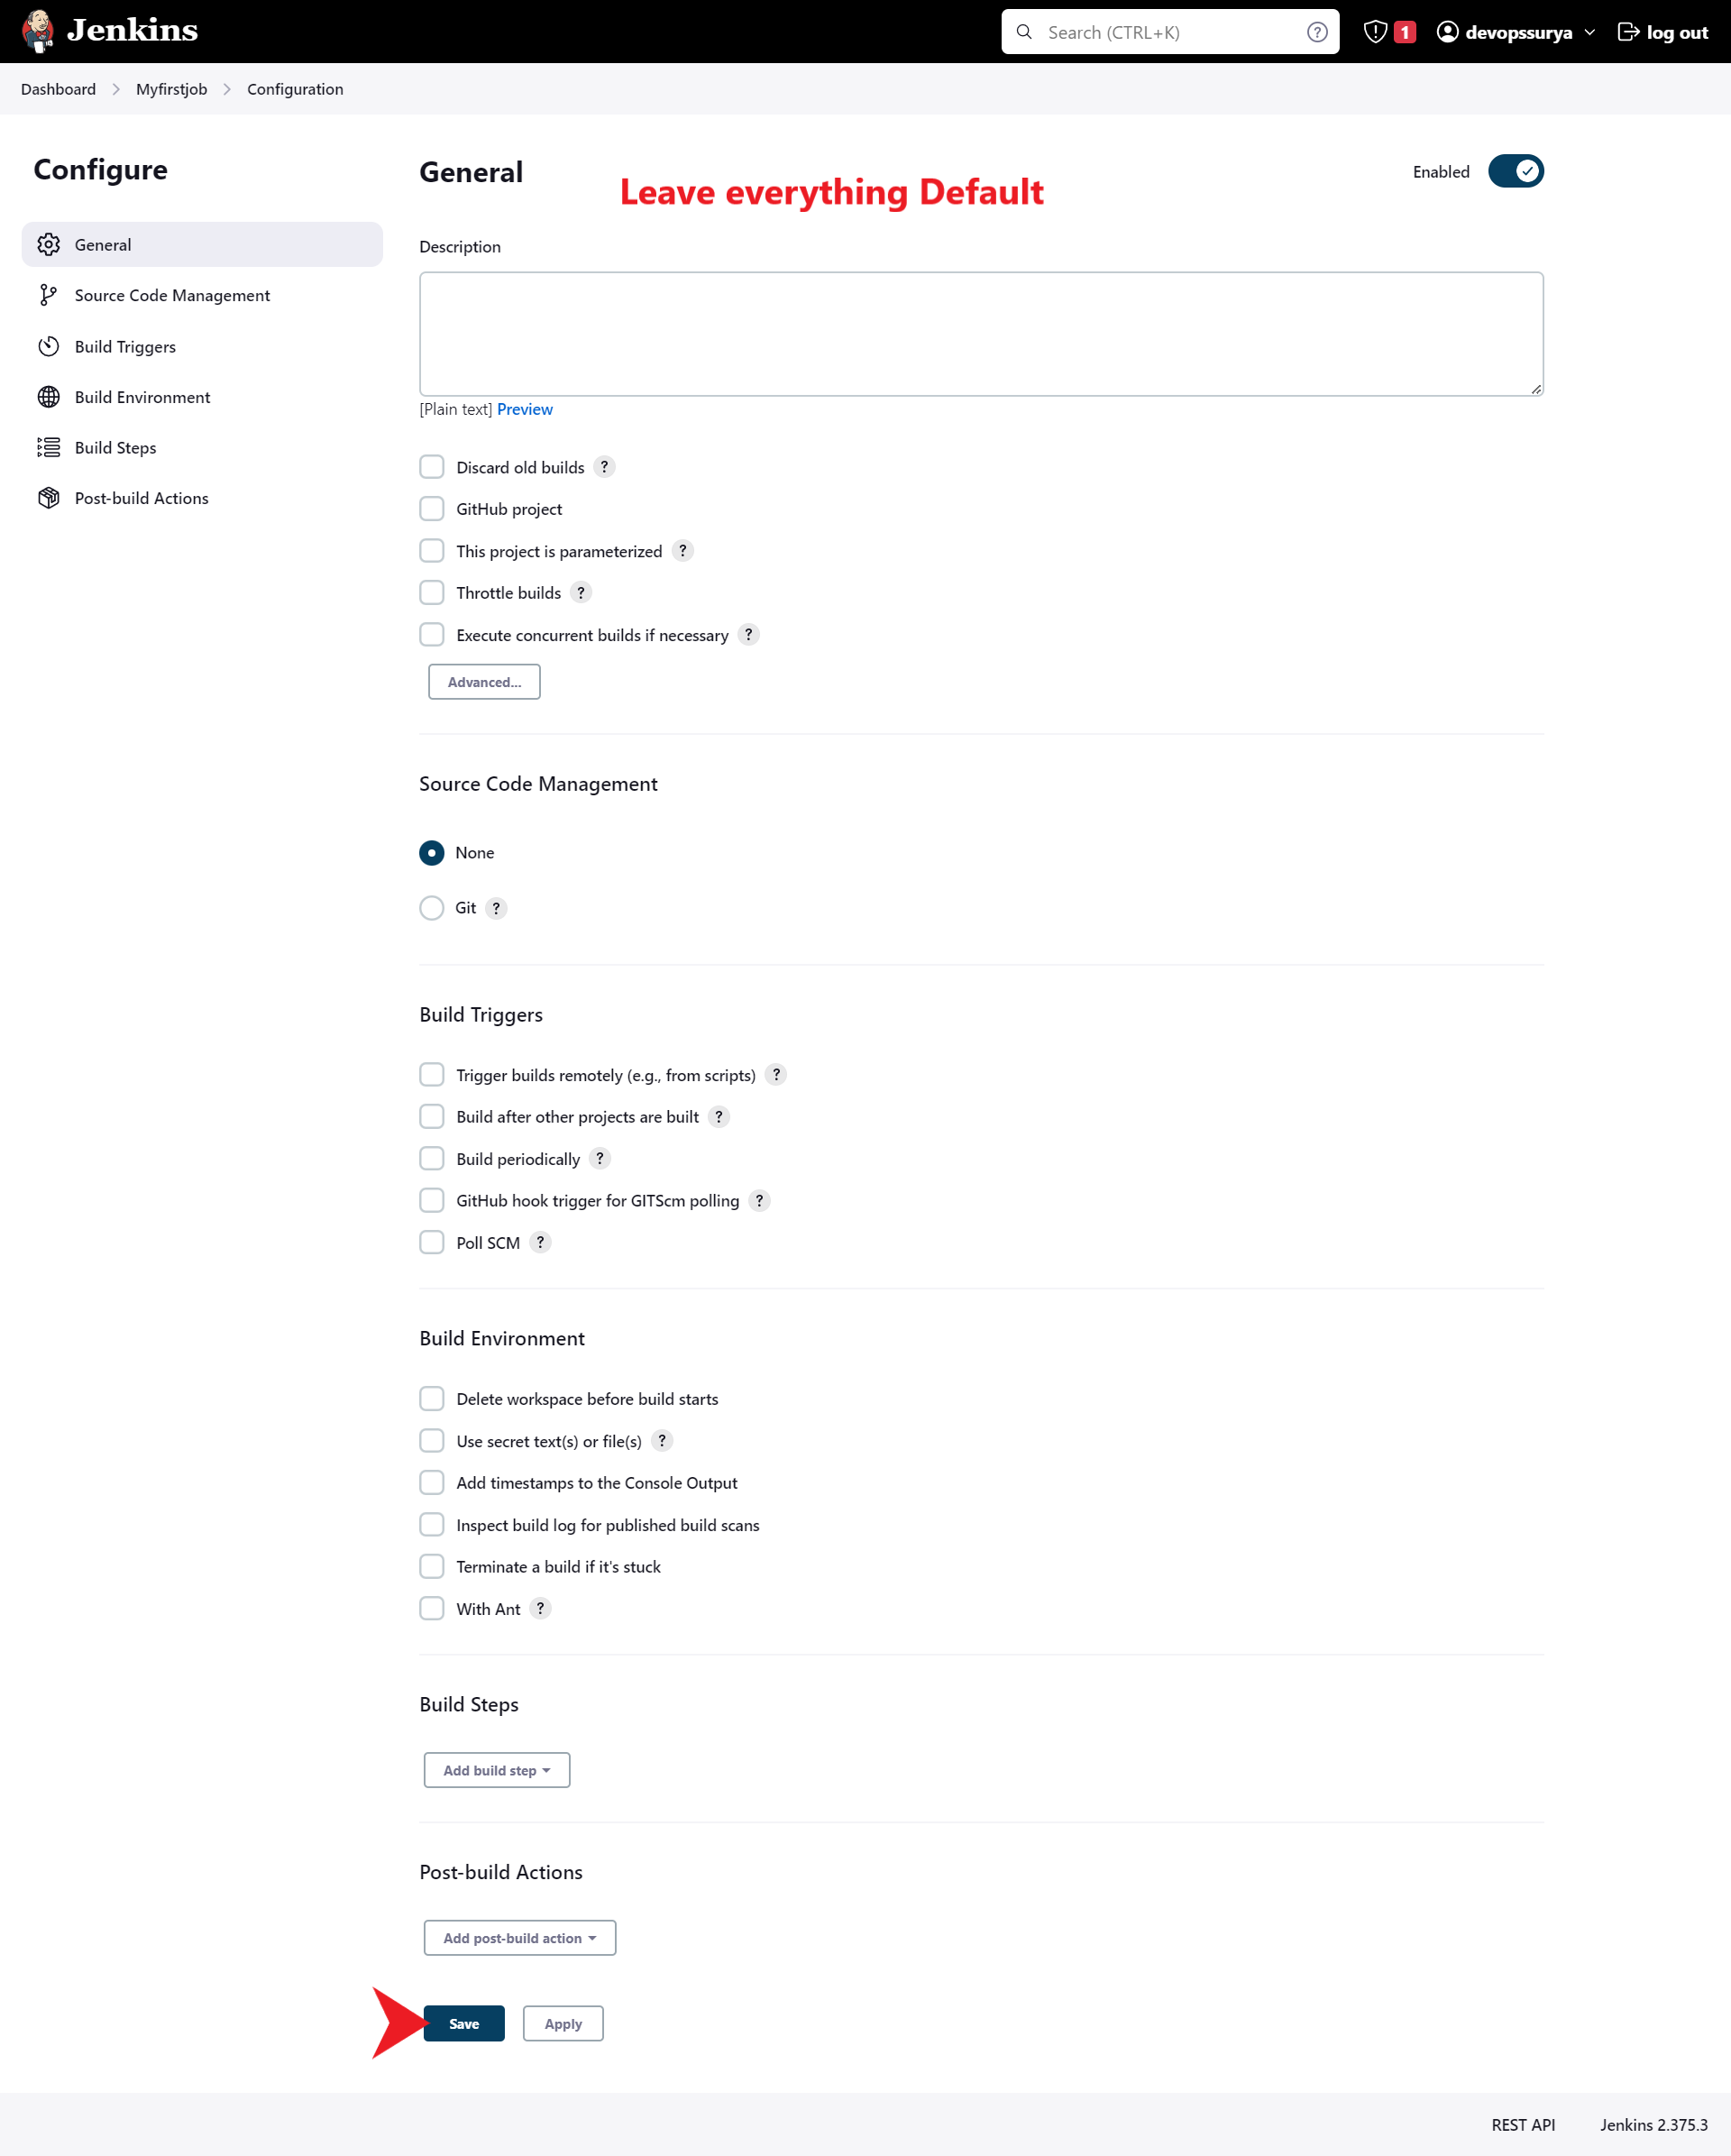 Jenkins
Search (CTRL+K)
?
1
devopssurya
log out
Dashboard
Myfirstjob
Configuration
Configure
General
Source Code Management
Build Triggers
Build Environment
Build Steps
Post-build Actions
General
Leave everything Default
Enabled
Description
[Plain text] Preview
Discard old builds ?
GitHub project
This project is parameterized ?
Throttle builds ?
Execute concurrent builds if necessary ?
Advanced...
Source Code Management
None
Git ?
Build Triggers
Trigger builds remotely (e.g., from scripts) ?
Build after other projects are built ?
Build periodically ?
GitHub hook trigger for GITScm polling ?
Poll SCM ?
Build Environment
Delete workspace before build starts
Use secret text(s) or file(s) ?
Add timestamps to the Console Output
Inspect build log for published build scans
Terminate a build if it's stuck
With Ant ?
Build Steps
Add build step
Post-build Actions
Add post-build action
Save
Apply
REST API
Jenkins 2.375.3